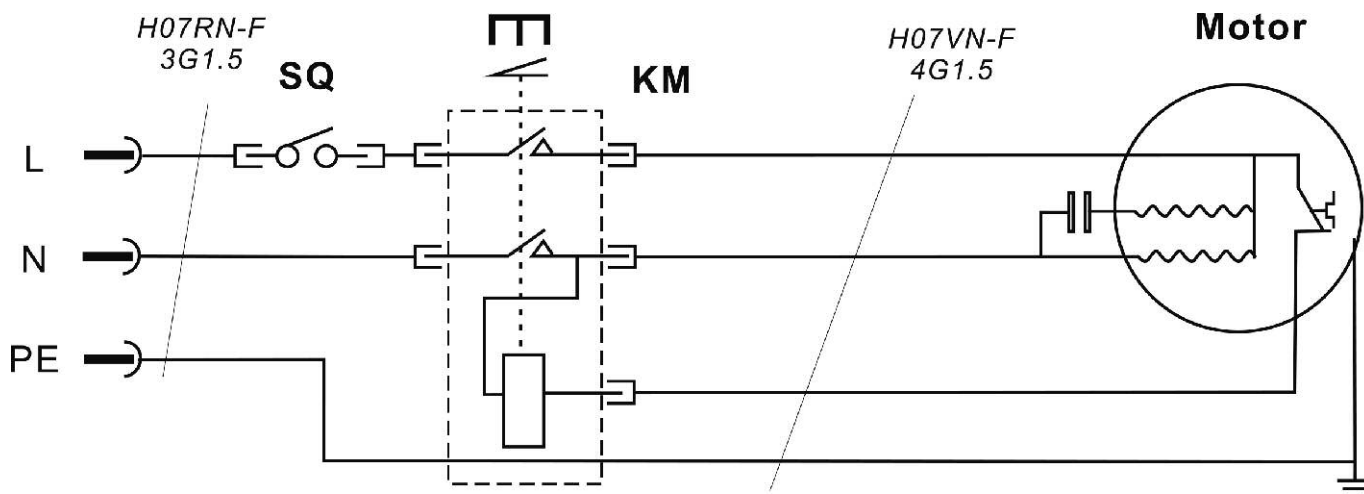 H07RN-F
3G1.5
SQ
KM
H07VN-F
4G1.5
Motor
L
N
PE